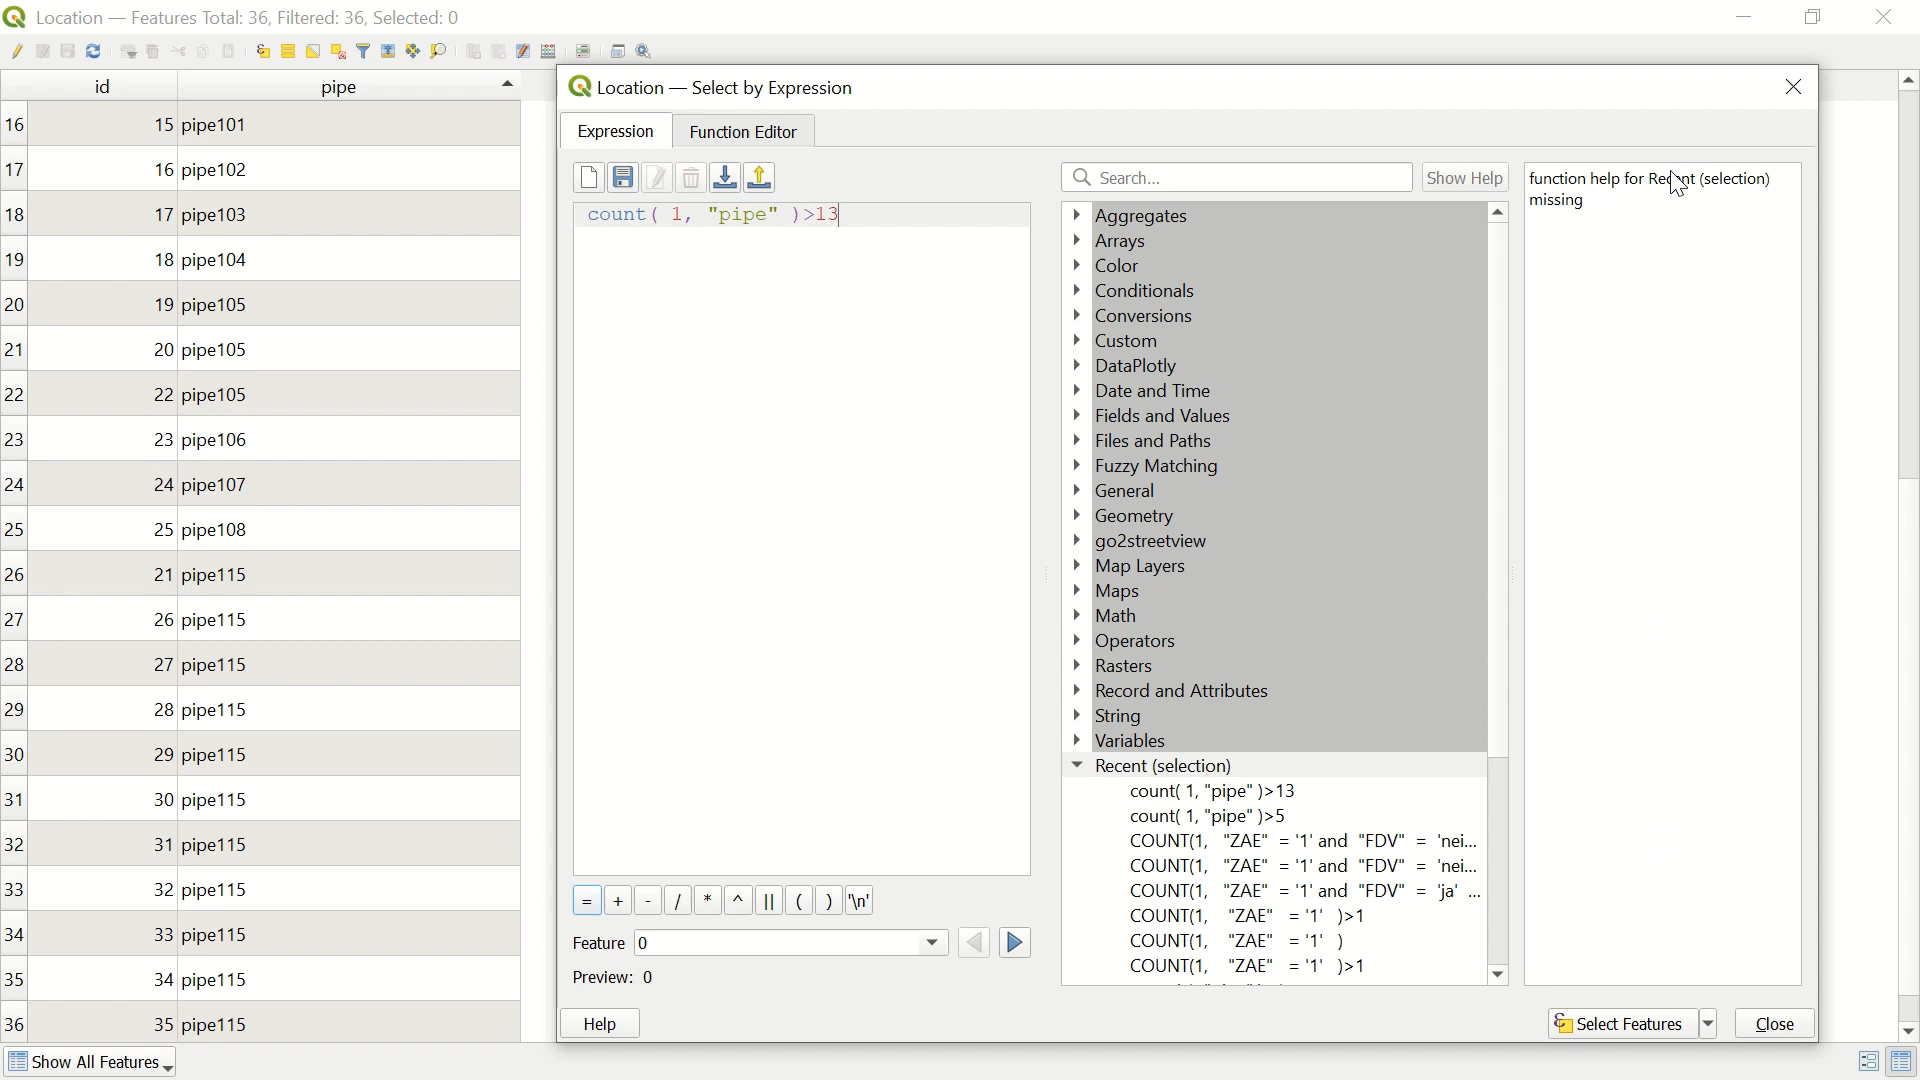 Location — Features Total: 36, Filtered: 36, Selected: 0
id pipe
16 15 pipe101
17 16 pipe102
18 17 pipe103
19 18 pipe104
20 19 pipe105
21 20 pipe105
22 22 pipe105
23 23 pipe106
24 24 pipe107
25 25 pipe108
26 21 pipe115
27 26 pipe115
28 27 pipe115
29 28 pipe115
30 29 pipe115
31 30 pipe115
32 31 pipe115
33 32 pipe115
34 33 pipe115
35 34 pipe115
36 35 pipe115
Show All Features
Location — Select by Expression
Expression Function Editor
count( 1, "pipe" )>13
= + - / * ^ || ( ) '\n'
Feature 0
Preview: 0
Help
Search... Show Help
Aggregates
Arrays
Color
Conditionals
Conversions
Custom
DataPlotly
Date and Time
Fields and Values
Files and Paths
Fuzzy Matching
General
Geometry
go2streetview
Map Layers
Maps
Math
Operators
Rasters
Record and Attributes
String
Variables
Recent (selection)
count( 1, "pipe" )>13
count( 1, "pipe" )>5
COUNT(1, "ZAE" = '1' and "FDV" = 'nei...
COUNT(1, "ZAE" = '1' and "FDV" = 'nei...
COUNT(1, "ZAE" = '1' and "FDV" = 'ja' ...
COUNT(1, "ZAE" = '1' )>1
COUNT(1, "ZAE" = '1' )
COUNT(1, "ZAE" = '1' )>1
function help for Recent (selection)
missing
Select Features Close